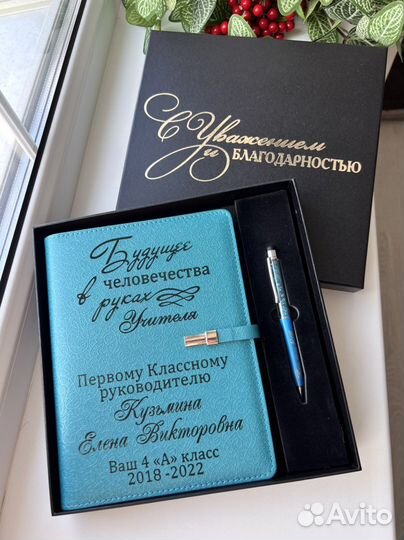 С Уважением
и БЛАГОДАРНОСТЬЮ
Будущее
человечества
в руках
Учителя
Первому Классному
руководителю
Кузьмина
Елена Викторовна
Ваш 4 «А» класс
2018 -2022
Avito